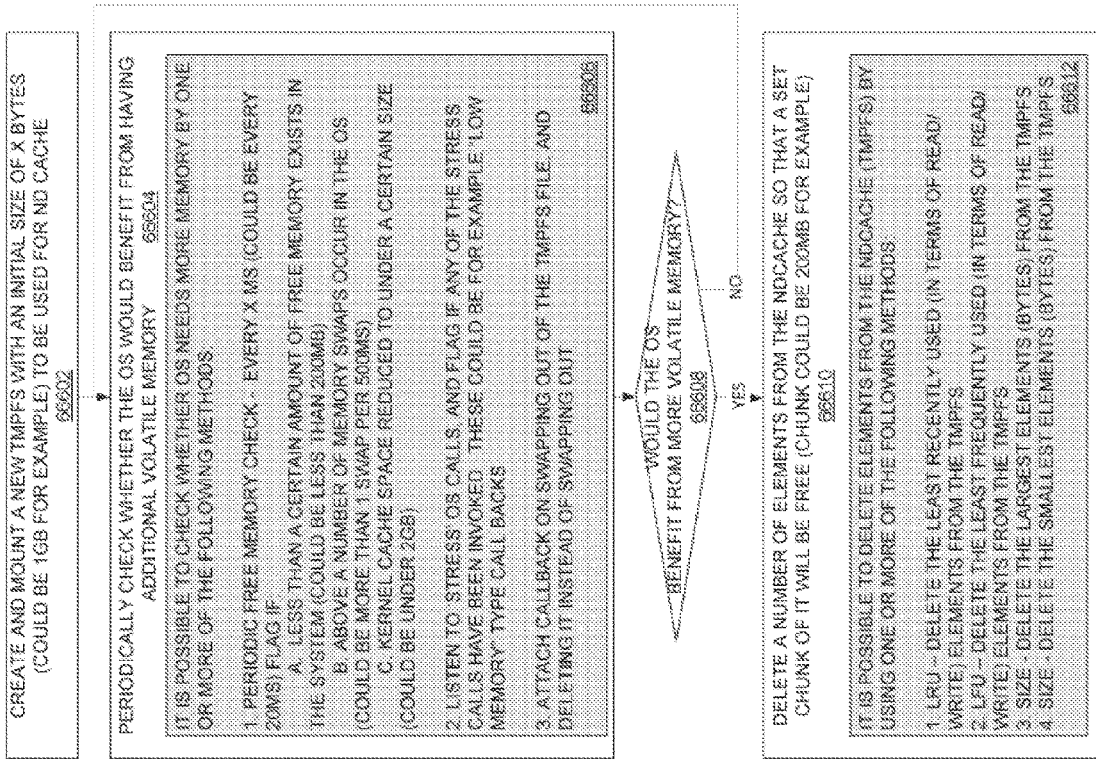 CREATE AND MOUNT A NEW TMPFS WITH AN INITIAL SIZE OF X BYTES
(COULD BE 1GB FOR EXAMPLE) TO BE USED FOR ND CACHE
66602
PERIODICALLY CHECK WHETHER THE OS WOULD BENEFIT FROM HAVING
ADDITIONAL VOLATILE MEMORY 66604
IT IS POSSIBLE TO CHECK WHETHER OS NEEDS MORE MEMORY BY ONE
OR MORE OF THE FOLLOWING METHODS.
1. PERIODIC FREE MEMORY CHECK - EVERY X MS (COULD BE EVERY
20MS) FLAG IF
A. LESS THAN A CERTAIN AMOUNT OF FREE MEMORY EXISTS IN
THE SYSTEM (COULD BE LESS THAN 200MB)
B. ABOVE A NUMBER OF MEMORY SWAPS OCCUR IN THE OS
(COULD BE MORE THAN 1 SWAP PER 500MS)
C. KERNEL CACHE SPACE REDUCED TO UNDER A CERTAIN SIZE
(COULD BE UNDER 2GB)
2. LISTEN TO STRESS OS CALLS, AND FLAG IF ANY OF THE STRESS
CALLS HAVE BEEN INVOKED. THESE COULD BE FOR EXAMPLE "LOW
MEMORY" TYPE CALL BACKS
3. ATTACH CALLBACK ON SWAPPING OUT OF THE TMPFS FILE, AND
DELETING IT INSTEAD OF SWAPPING OUT
66606
WOULD THE OS
BENEFIT FROM MORE VOLATILE MEMORY?
66608
NO
YES
DELETE A NUMBER OF ELEMENTS FROM THE NDCACHE SO THAT A SET
CHUNK OF IT WILL BE FREE (CHUNK COULD BE 200MB FOR EXAMPLE)
66610
IT IS POSSIBLE TO DELETE ELEMENTS FROM THE NDCACHE (TMPFS) BY
USING ONE OR MORE OF THE FOLLOWING METHODS:
1. LRU – DELETE THE LEAST RECENTLY USED (IN TERMS OF READ/
WRITE) ELEMENTS FROM THE TMPFS
2. LFU – DELETE THE LEAST FREQUENTLY USED (IN TERMS OF READ/
WRITE) ELEMENTS FROM THE TMPFS
3. SIZE - DELETE THE LARGEST ELEMENTS (BYTES) FROM THE TMPFS
4. SIZE - DELETE THE SMALLEST ELEMENTS (BYTES) FROM THE TMPFS
66612